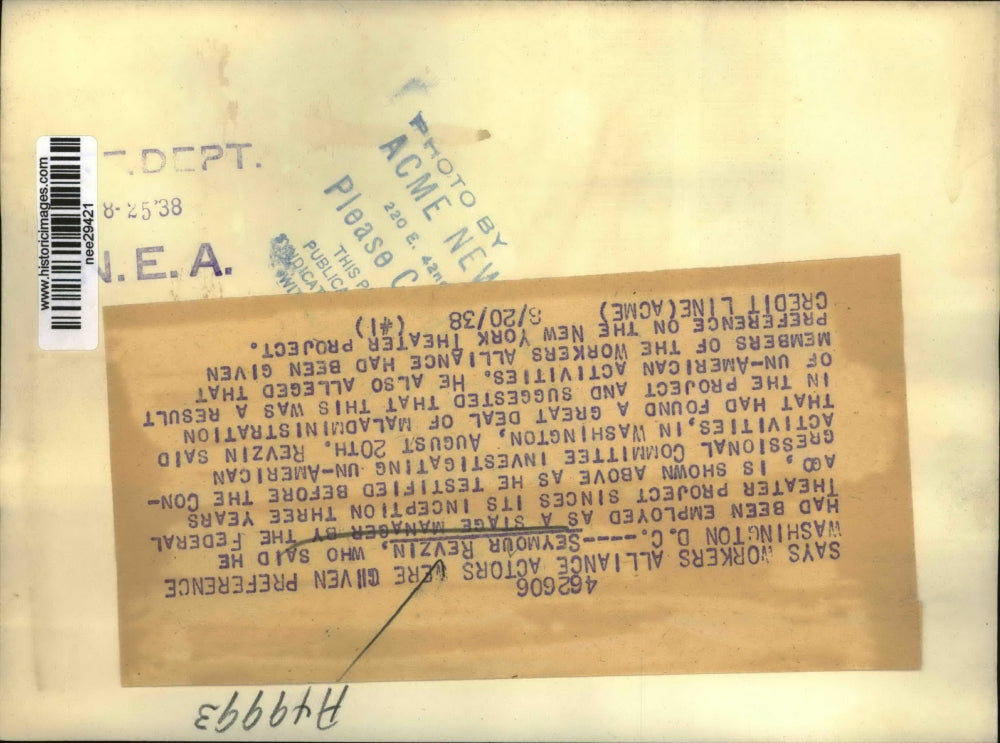 462606
SAYS WORKERS ALLIANCE ACTORS WERE GIVEN PREFERENCE
WASHINGTON D.C.-----SEYMOUR REVZIN, WHO SAID HE
HAD BEEN EMPLOYED AS A STAGE MANAGER BY THE FEDERAL
THEATER PROJECT SINCES ITS INCEPTION THREE YEARS
AGO, IS SHOWN ABOVE AS HE TESTIFIED BEFORE THE CON-
GRESSIONAL COMMITTEE INVESTIGATING UN-AMERICAN
ACTIVITIES, IN WASHINGTON, AUGUST 20TH. REVZIN SAID
THAT HAD FOUND A GREAT DEAL OF MALADMINISTRATION
IN THE PROJECT AND SUGGESTED THAT THIS WAS A RESULT
OF UN-AMERICAN ACTIVITIES. HE ALSO ALLEGED THAT
MEMBERS OF THE WORKERS ALLIANCE HAD BEEN GIVEN
PREFERENCE ON THE NEW YORK THEATER PROJECT.
CREDIT LINE(ACME) 8/20/38 (#1)
A49993
.DEPT.
8-25'38
N.E.A.
PHOTO BY
ACME NEW
220 E. 42ND
Please C
THIS P
PUBLICA
SYNDICAT
WIT
www.historicimages.com
nee29421